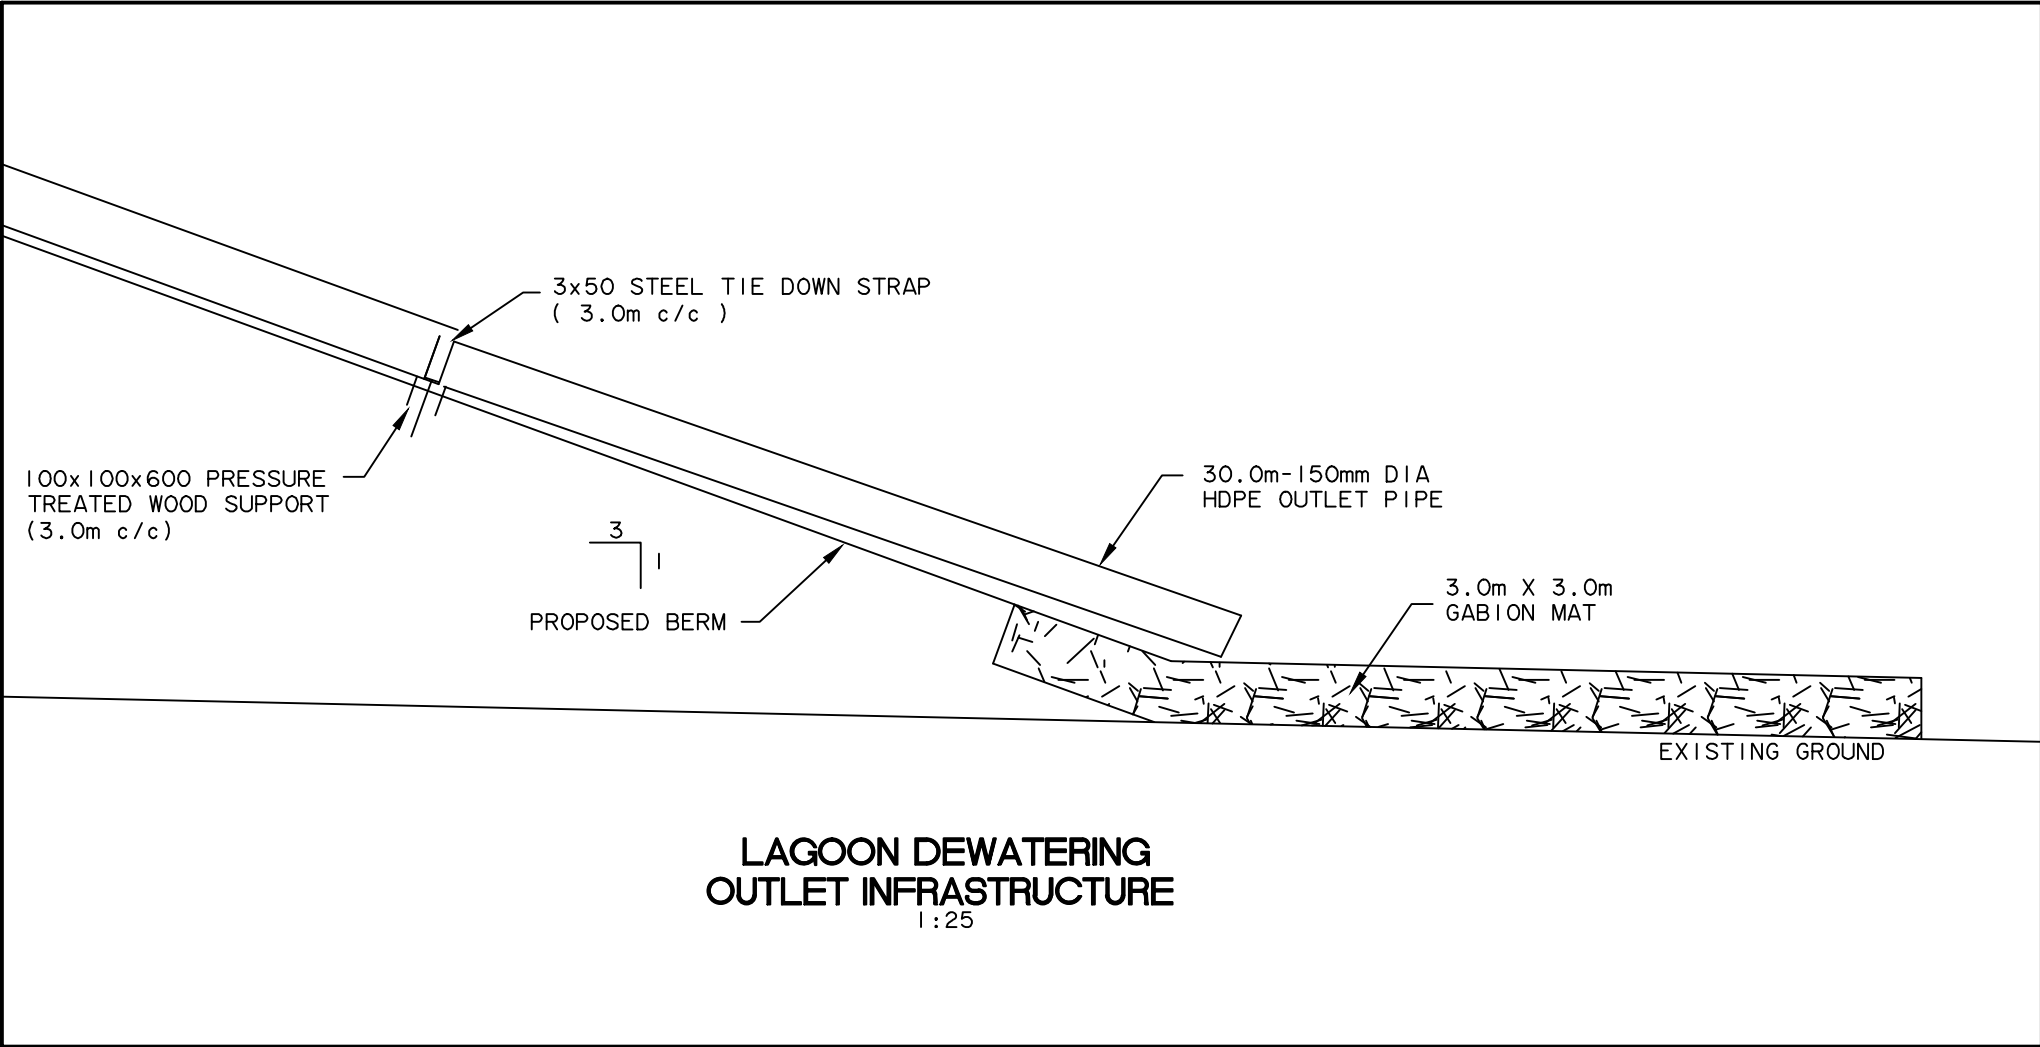 3x50 STEEL TIE DOWN STRAP
( 3.0m c/c )
100x100x600 PRESSURE
TREATED WOOD SUPPORT
(3.0m c/c)
3
1
PROPOSED BERM
30.0m-150mm DIA
HDPE OUTLET PIPE
3.0m X 3.0m
GABION MAT
EXISTING GROUND
LAGOON DEWATERING
OUTLET INFRASTRUCTURE
1:25